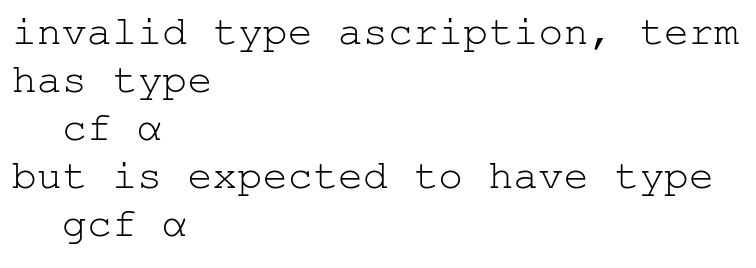 invalid type ascription, term
has type
cf α
but is expected to have type
gcf α